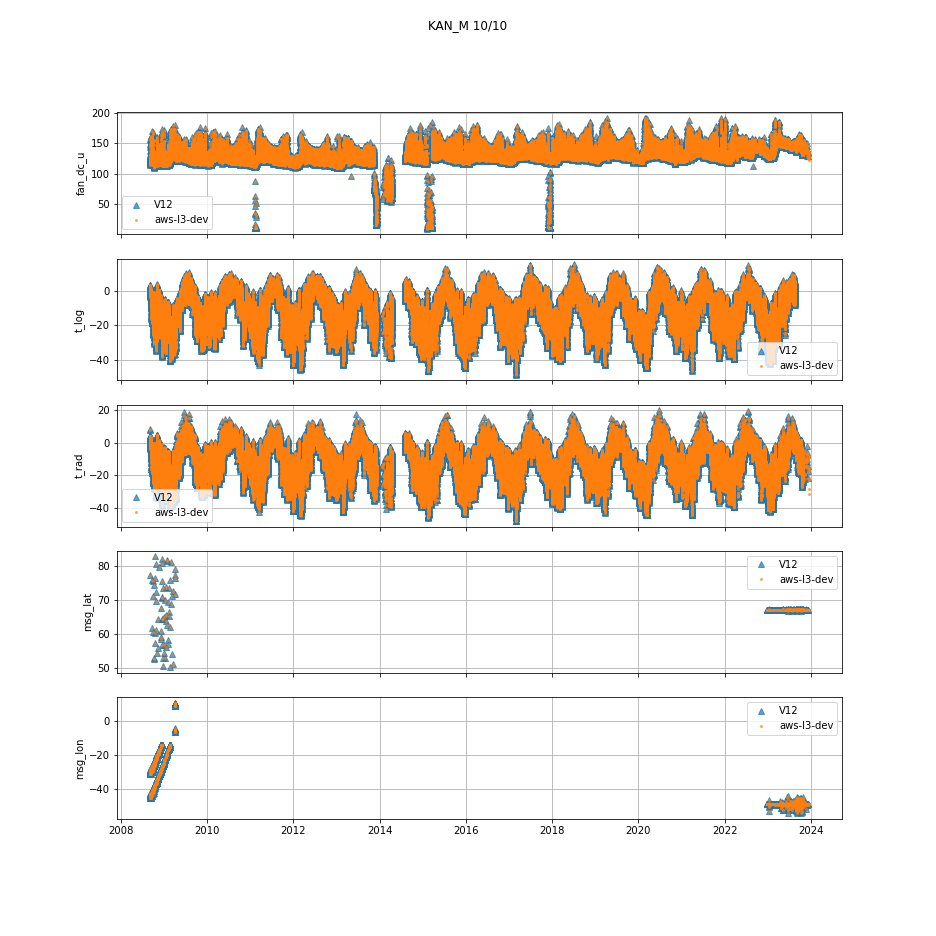 KAN_M 10/10
200
150
100
50
fan_dc_u
V12
aws-l3-dev
0
−20
−40
t_log
V12
aws-l3-dev
20
0
−20
−40
t_rad
V12
aws-l3-dev
80
70
60
50
msg_lat
V12
aws-l3-dev
0
−20
−40
msg_lon
V12
aws-l3-dev
2008 2010 2012 2014 2016 2018 2020 2022 2024